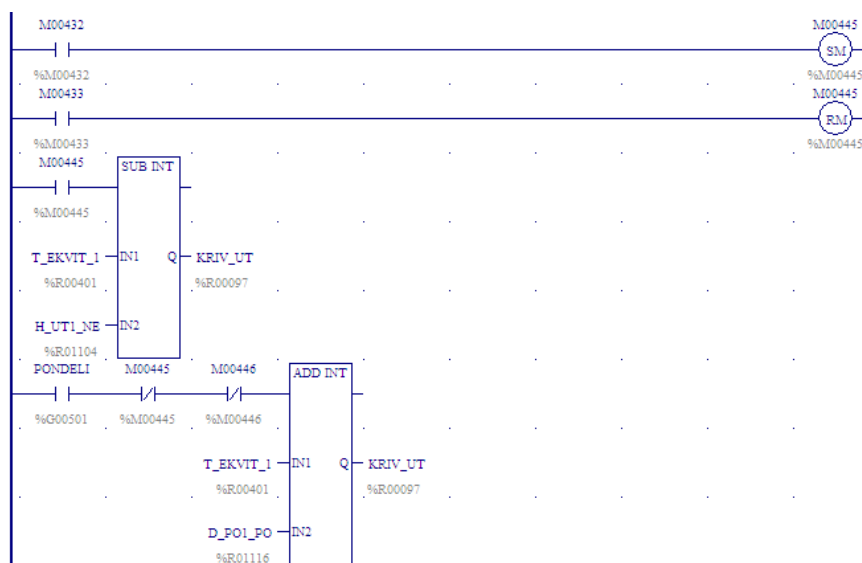 M00432 M00445
SM
%M00432 %M00445
M00433 M00445
RM
%M00433 %M00445
M00445 SUB INT
%M00445
T_EKVIT_1 IN1 Q KRIV_UT
%R00401 %R00097
H_UT1_NE IN2
%R01104
PONDELI M00445 M00446 ADD INT
%G00501 %M00445 %M00446
T_EKVIT_1 IN1 Q KRIV_UT
%R00401 %R00097
D_PO1_PO IN2
%R01116